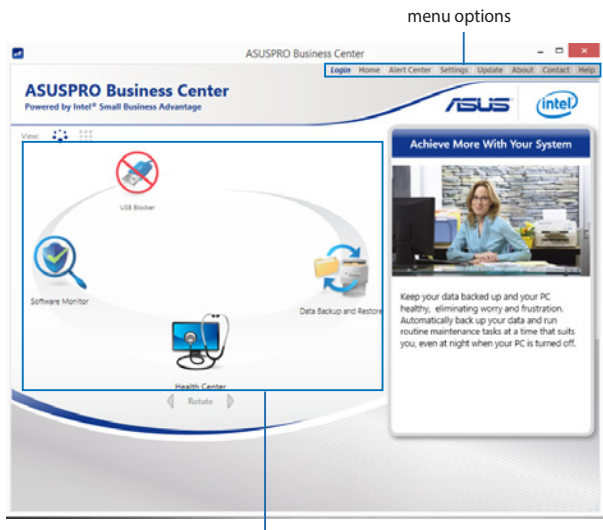 menu options
ASUSPRO Business Center
Login Home Alert Center Settings Update About Contact Help
ASUSPRO Business Center
Powered by Intel® Small Business Advantage
ASUS
intel
View:
Achieve More With Your System
USB Blocker
Software Monitor
Data Backup and Restore
Keep your data backed up and your PC
healthy, eliminating worry and frustration.
Automatically back up your data and run
routine maintenance tasks at a time that suits
you, even at night when your PC is turned off.
Health Center
Rotate